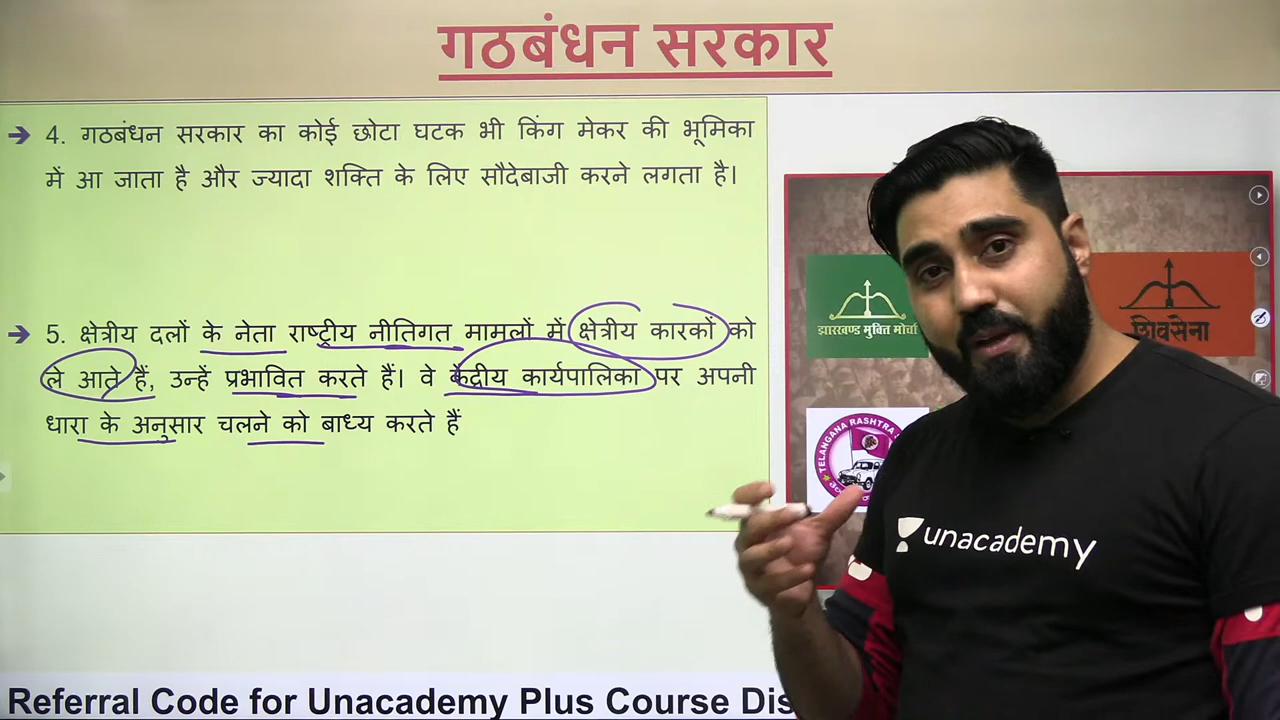 गठबंधन सरकार
➔ 4. गठबंधन सरकार का कोई छोटा घटक भी किंग मेकर की भूमिका
में आ जाता है और ज्यादा शक्ति के लिए सौदेबाजी करने लगता है।
➔ 5. क्षेत्रीय दलों के नेता राष्ट्रीय नीतिगत मामलों में क्षेत्रीय कारकों को
ले आते हैं, उन्हें प्रभावित करते हैं। वे केंद्रीय कार्यपालिका पर अपनी
धारा के अनुसार चलने को बाध्य करते हैं
झारखण्ड मुक्ति मोर्चा
शिवसेना
TELANGANA RASHTRA
unacademy
Referral Code for Unacademy Plus Course